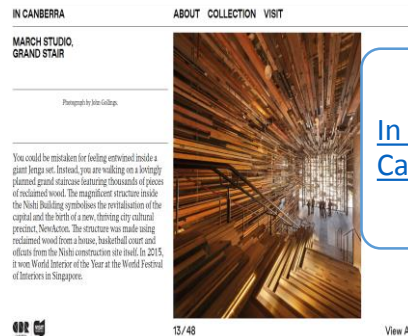 IN CANBERRA
ABOUT COLLECTION VISIT
MARCH STUDIO,
GRAND STAIR
Photograph by John Gollings.
You could be mistaken for feeling entwined inside a
giant Jenga set. Instead, you are walking on a lovingly
planned grand staircase featuring thousands of pieces
of reclaimed wood. The magnificent structure inside
the Nishi Building symbolises the revitalisation of the
capital and the birth of a new, thriving city cultural
precinct, NewActon. The structure was made using
reclaimed wood from a house, basketball court and
offcuts from the Nishi construction site itself. In 2015,
it won World Interior of the Year at the World Festival
of Interiors in Singapore.
In
Ca
CBR
13/48
View A